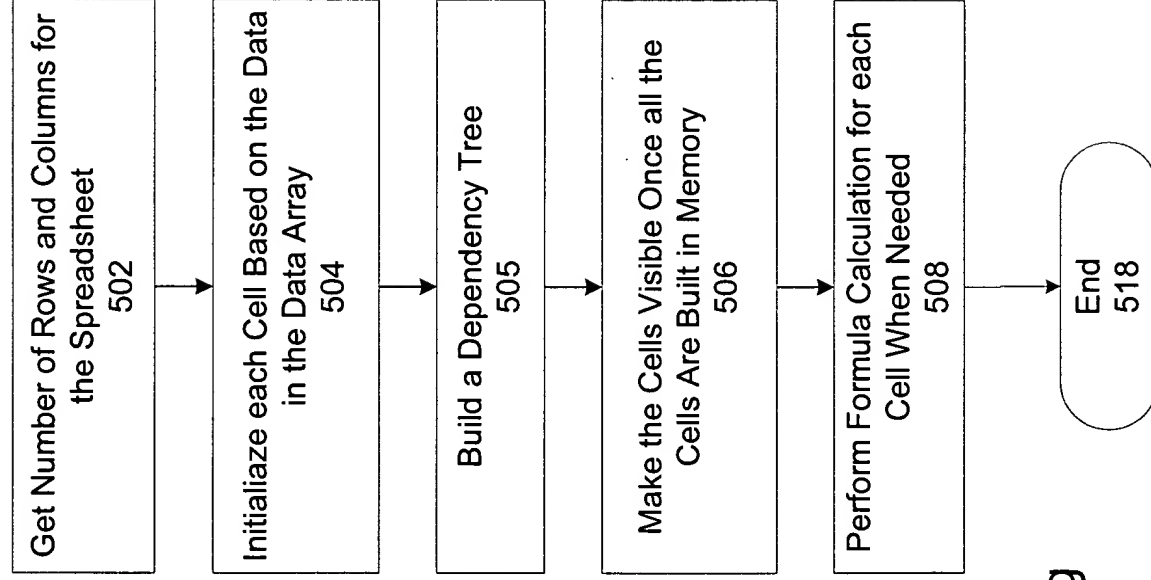 Get Number of Rows and Columns for
the Spreadsheet
502
Initialiaze each Cell Based on the Data
in the Data Array
504
Build a Dependency Tree
505
Make the Cells Visible Once all the
Cells Are Built in Memory
506
Perform Formula Calculation for each
Cell When Needed
508
End
518